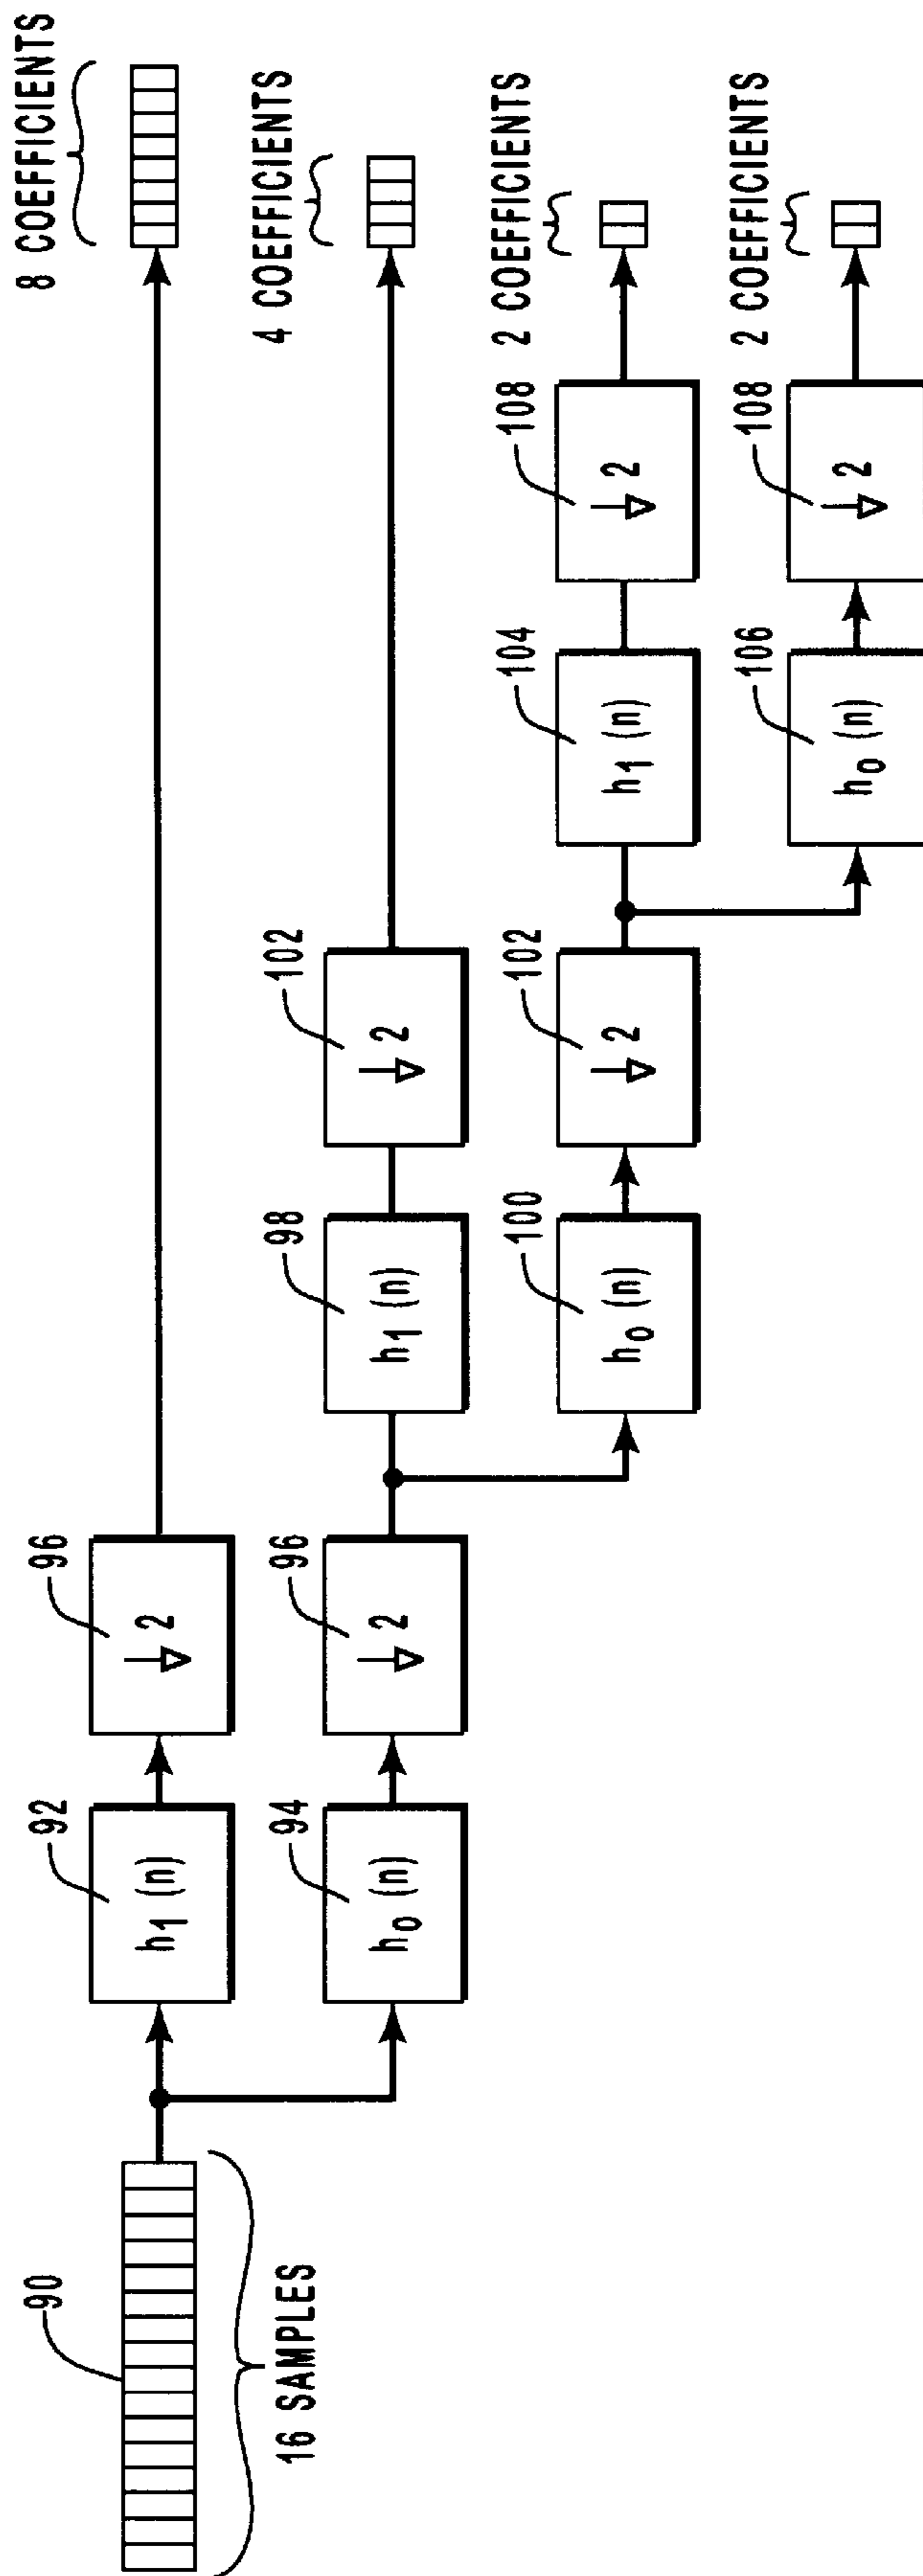 90
16 SAMPLES
92
h1 (n)
96
2
8 COEFFICIENTS
94
h0 (n)
96
2
98
h1 (n)
102
2
4 COEFFICIENTS
100
h0 (n)
102
2
104
h1 (n)
108
2
2 COEFFICIENTS
106
h0 (n)
108
2
2 COEFFICIENTS